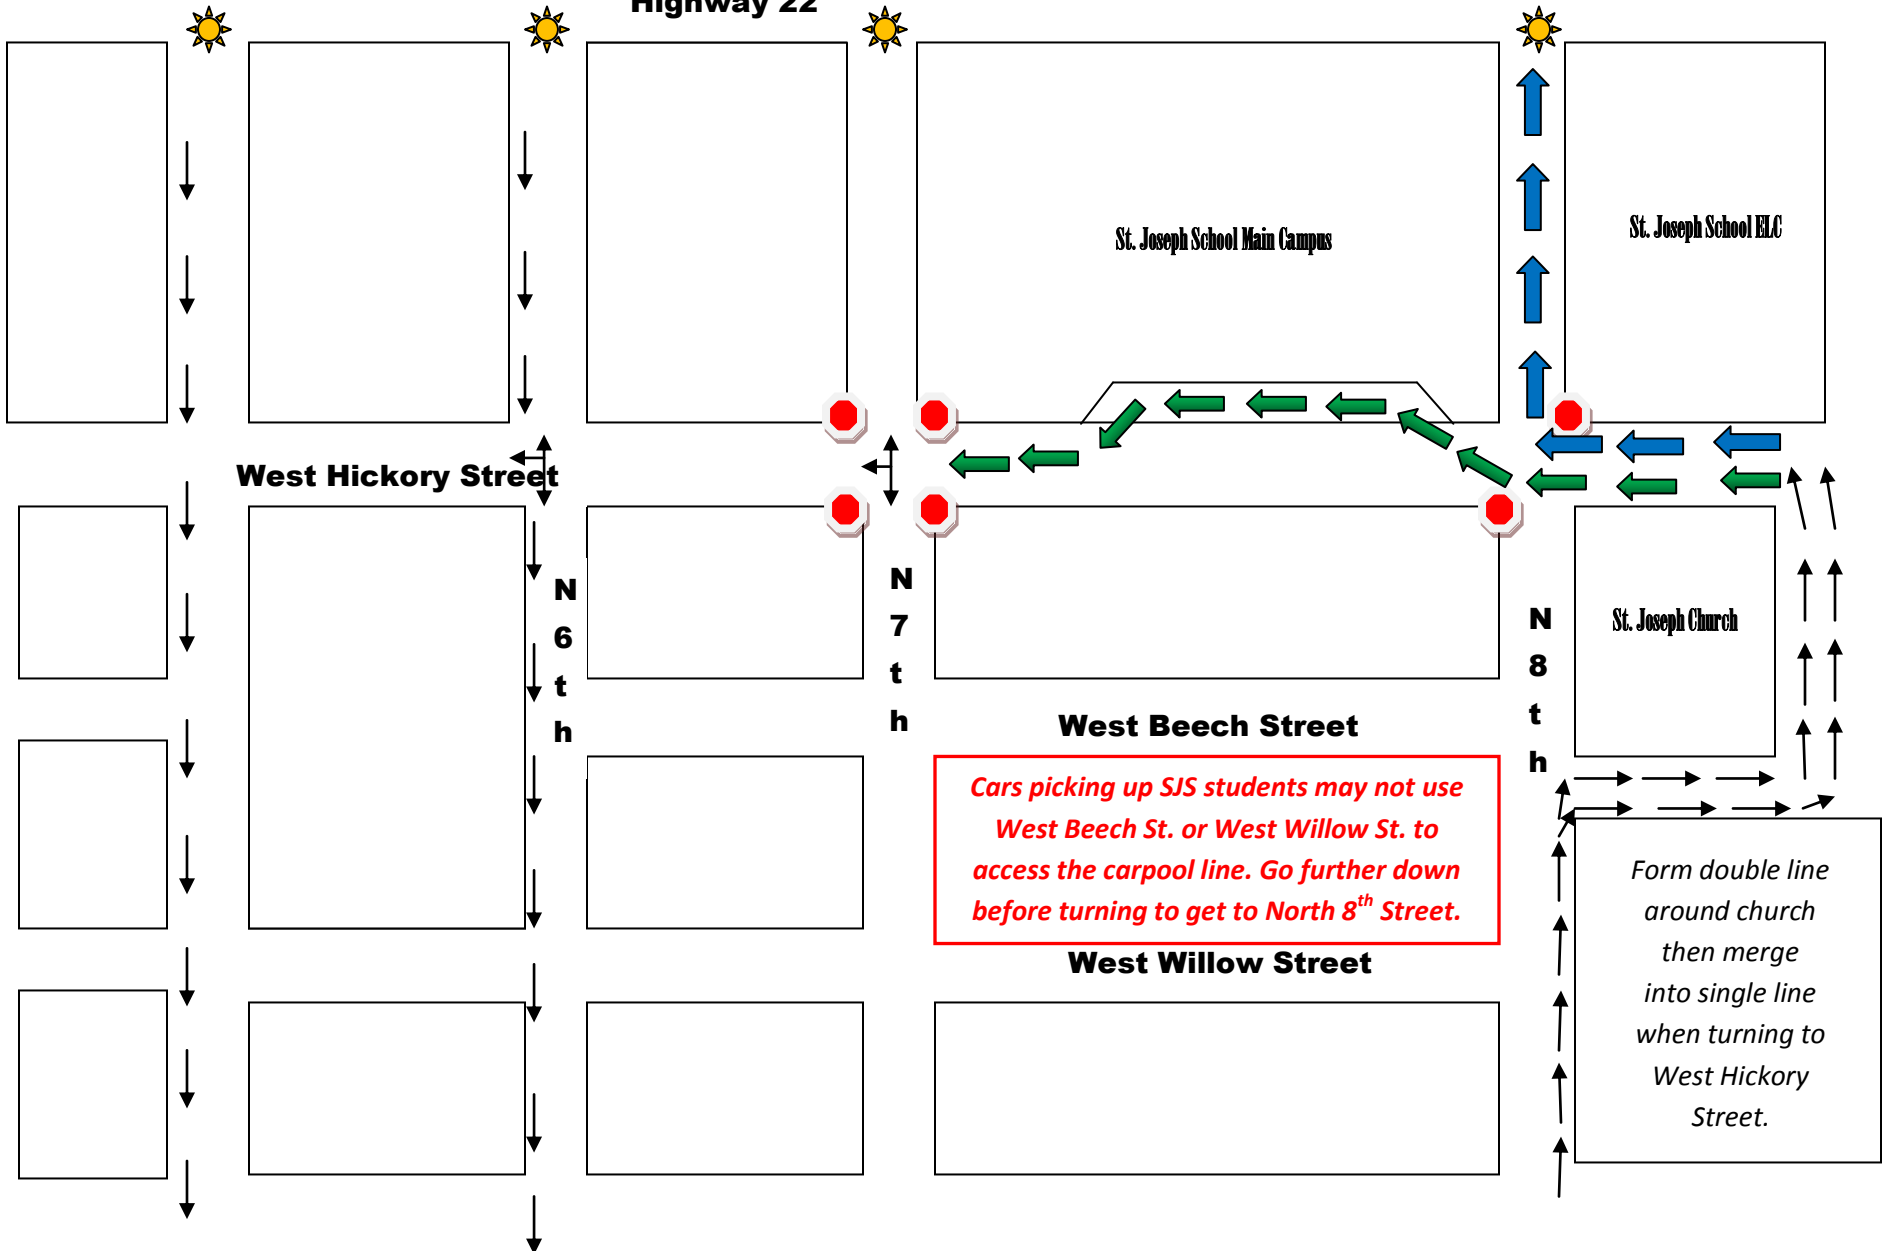 Highway 22
St. Joseph School Main Campus
St. Joseph School ELC
West Hickory Street
N
6
t
h
N
7
t
h
N
8
t
h
St. Joseph Church
West Beech Street
Cars picking up SJS students may not use
West Beech St. or West Willow St. to
access the carpool line. Go further down
before turning to get to North 8th Street.
West Willow Street
Form double line
around church
then merge
into single line
when turning to
West Hickory
Street.